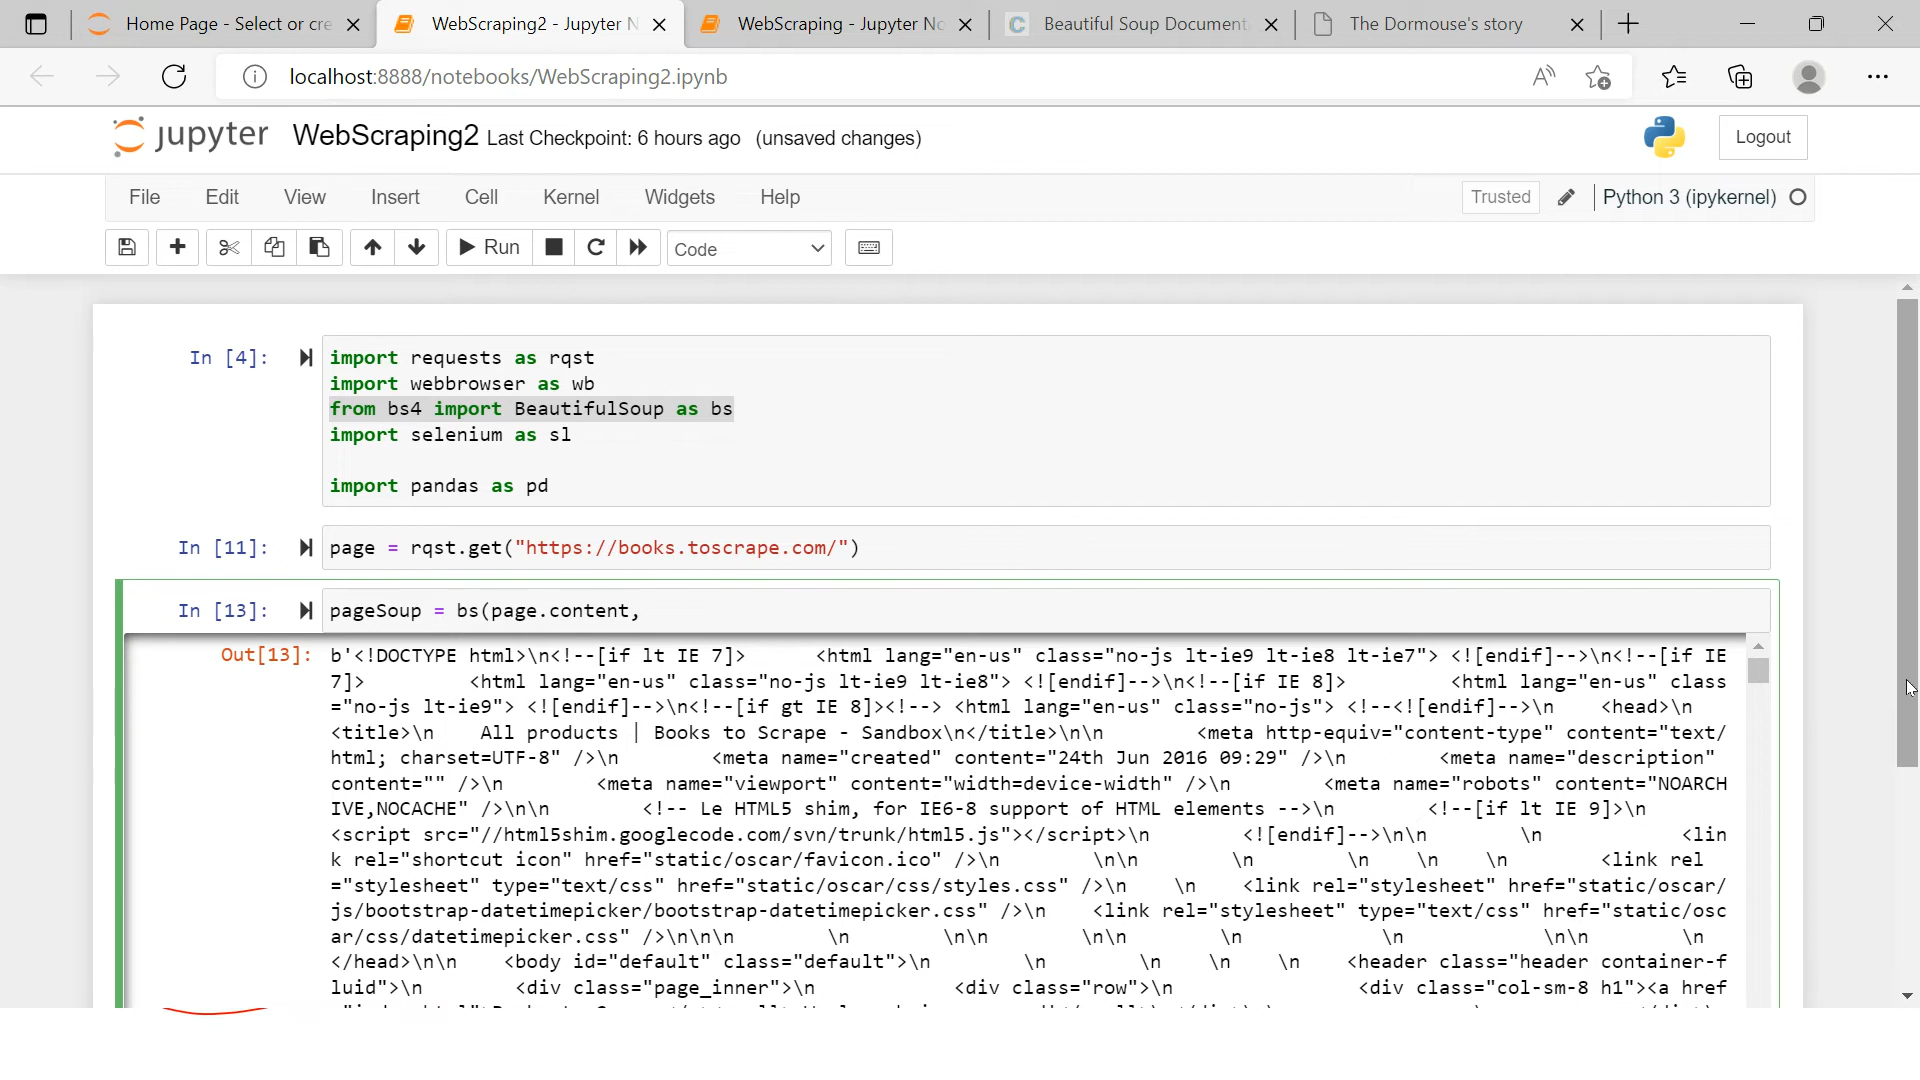 Home Page - Select or cre
WebScraping2 - Jupyter N
WebScraping - Jupyter No
Beautiful Soup Document
The Dormouse's story
localhost:8888/notebooks/WebScraping2.ipynb
jupyter WebScraping2 Last Checkpoint: 6 hours ago (unsaved changes)
Logout
File Edit View Insert Cell Kernel Widgets Help
Trusted
Python 3 (ipykernel)
Run
Code
In [4]:
import requests as rqst
import webbrowser as wb
from bs4 import BeautifulSoup as bs
import selenium as sl
import pandas as pd
In [11]: page = rqst.get("https://books.toscrape.com/")
In [13]: pageSoup = bs(page.content,
Out[13]: b'<!DOCTYPE html>\n<!--[if lt IE 7]>      <html lang="en-us" class="no-js lt-ie9 lt-ie8 lt-ie7"> <![endif]-->\n<!--[if IE
7]>         <html lang="en-us" class="no-js lt-ie9 lt-ie8"> <![endif]-->\n<!--[if IE 8]>         <html lang="en-us" class
="no-js lt-ie9"> <![endif]-->\n<!--[if gt IE 8]><!--> <html lang="en-us" class="no-js"> <!--<![endif]-->\n    <head>\n
<title>\n    All products | Books to Scrape - Sandbox\n</title>\n\n        <meta http-equiv="content-type" content="text/
html; charset=UTF-8" />\n        <meta name="created" content="24th Jun 2016 09:29" />\n        <meta name="description"
content="" />\n        <meta name="viewport" content="width=device-width" />\n        <meta name="robots" content="NOARCH
IVE,NOCACHE" />\n\n        <!-- Le HTML5 shim, for IE6-8 support of HTML elements -->\n        <!--[if lt IE 9]>\n
<script src="//html5shim.googlecode.com/svn/trunk/html5.js"></script>\n        <![endif]-->\n\n        \n            <lin
k rel="shortcut icon" href="static/oscar/favicon.ico" />\n        \n\n        \n        \n    \n    \n        <link rel
="stylesheet" type="text/css" href="static/oscar/css/styles.css" />\n    \n    <link rel="stylesheet" href="static/oscar/
js/bootstrap-datetimepicker/bootstrap-datetimepicker.css" />\n    <link rel="stylesheet" type="text/css" href="static/osc
ar/css/datetimepicker.css" />\n\n\n        \n        \n\n        \n\n        \n            \n            \n\n        \n
</head>\n\n    <body id="default" class="default">\n        \n        \n    \n    \n    <header class="header container-f
luid">\n        <div class="page_inner">\n            <div class="row">\n                <div class="col-sm-8 h1"><a href